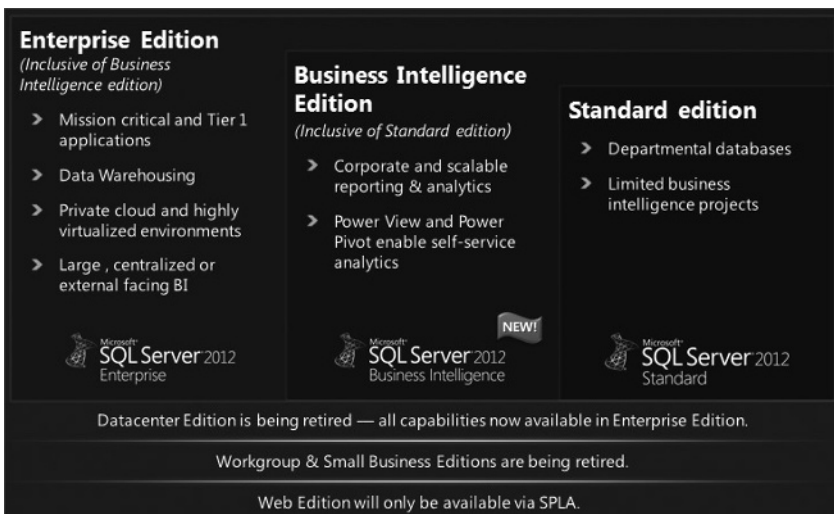 Enterprise Edition
(Inclusive of Business
Intelligence edition)
> Mission critical and Tier 1
applications
> Data Warehousing
> Private cloud and highly
virtualized environments
> Large , centralized or
external facing BI
Microsoft®
SQL Server 2012
Enterprise
Business Intelligence
Edition
(Inclusive of Standard edition)
> Corporate and scalable
reporting & analytics
> Power View and Power
Pivot enable self-service
analytics
NEW!
Microsoft®
SQL Server 2012
Business Intelligence
Standard edition
> Departmental databases
> Limited business
intelligence projects
Microsoft®
SQL Server 2012
Standard
Datacenter Edition is being retired — all capabilities now available in Enterprise Edition.
Workgroup & Small Business Editions are being retired.
Web Edition will only be available via SPLA.